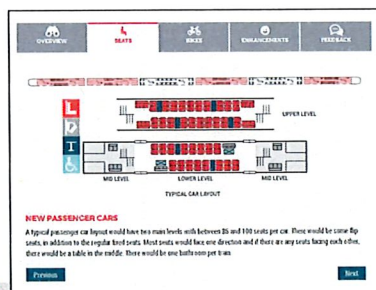 OVERVIEW
SEATS
BIKES
ENHANCEMENTS
FEEDBACK
L
T
UPPER LEVEL
MID LEVEL
LOWER LEVEL
MID LEVEL
TYPICAL CAR LAYOUT
NEW PASSENGER CARS
A typical passenger car layout would have two main levels with between 85 and 100 seats per car. There would be some flip
seats, in addition to the regular fixed seats. Most seats would face one direction and if there are any seats facing each other,
there would be a table in the middle. There would be one bathroom per train.
Previous
Next